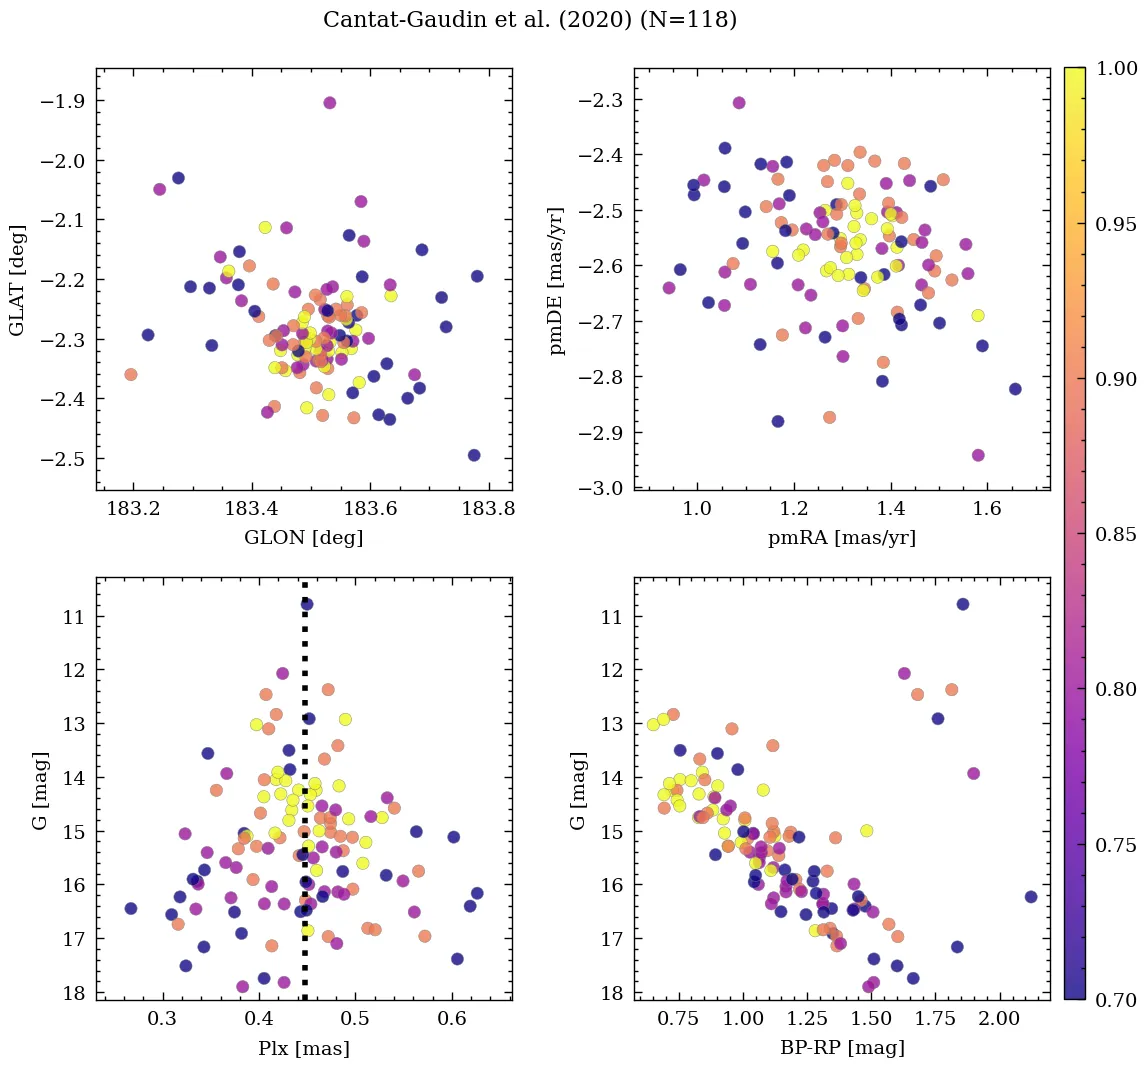 Cantat-Gaudin et al. (2020) (N=118)
−1.9
−2.0
−2.1
−2.2
−2.3
−2.4
−2.5
GLAT [deg]
183.2 183.4 183.6 183.8
GLON [deg]
−2.3
−2.4
−2.5
−2.6
−2.7
−2.8
−2.9
−3.0
pmDE [mas/yr]
1.0 1.2 1.4 1.6
pmRA [mas/yr]
11
12
13
14
15
16
17
18
G [mag]
0.3 0.4 0.5 0.6
Plx [mas]
11
12
13
14
15
16
17
18
G [mag]
0.75 1.00 1.25 1.50 1.75 2.00
BP-RP [mag]
1.00
0.95
0.90
0.85
0.80
0.75
0.70